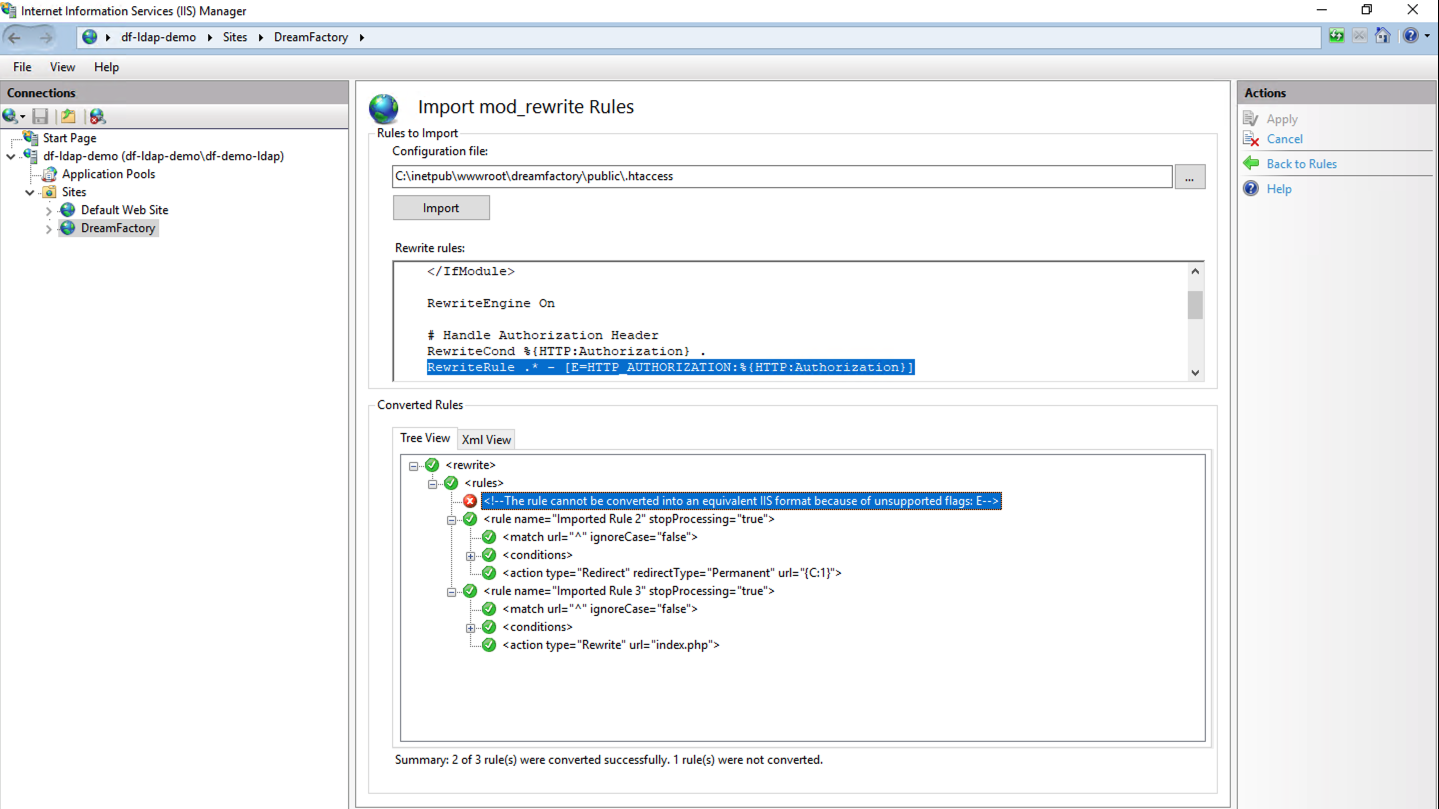 Internet Information Services (IIS) Manager
df-ldap-demo Sites DreamFactory
File View Help
Connections
Start Page
df-ldap-demo (df-ldap-demo\df-demo-ldap)
Application Pools
Sites
Default Web Site
DreamFactory
Import mod_rewrite Rules
Rules to Import
Configuration file:
C:\inetpub\wwwroot\dreamfactory\public\.htaccess
...
Import
Rewrite rules:
</IfModule>
RewriteEngine On
# Handle Authorization Header
RewriteCond %{HTTP:Authorization} .
RewriteRule .* - [E=HTTP_AUTHORIZATION:%{HTTP:Authorization}]
Converted Rules
Tree View Xml View
<rewrite>
<rules>
<!--The rule cannot be converted into an equivalent IIS format because of unsupported flags: E-->
<rule name="Imported Rule 2" stopProcessing="true">
<match url="^" ignoreCase="false">
<conditions>
<action type="Redirect" redirectType="Permanent" url="{C:1}">
<rule name="Imported Rule 3" stopProcessing="true">
<match url="^" ignoreCase="false">
<conditions>
<action type="Rewrite" url="index.php">
Summary: 2 of 3 rule(s) were converted successfully. 1 rule(s) were not converted.
Actions
Apply
Cancel
Back to Rules
Help